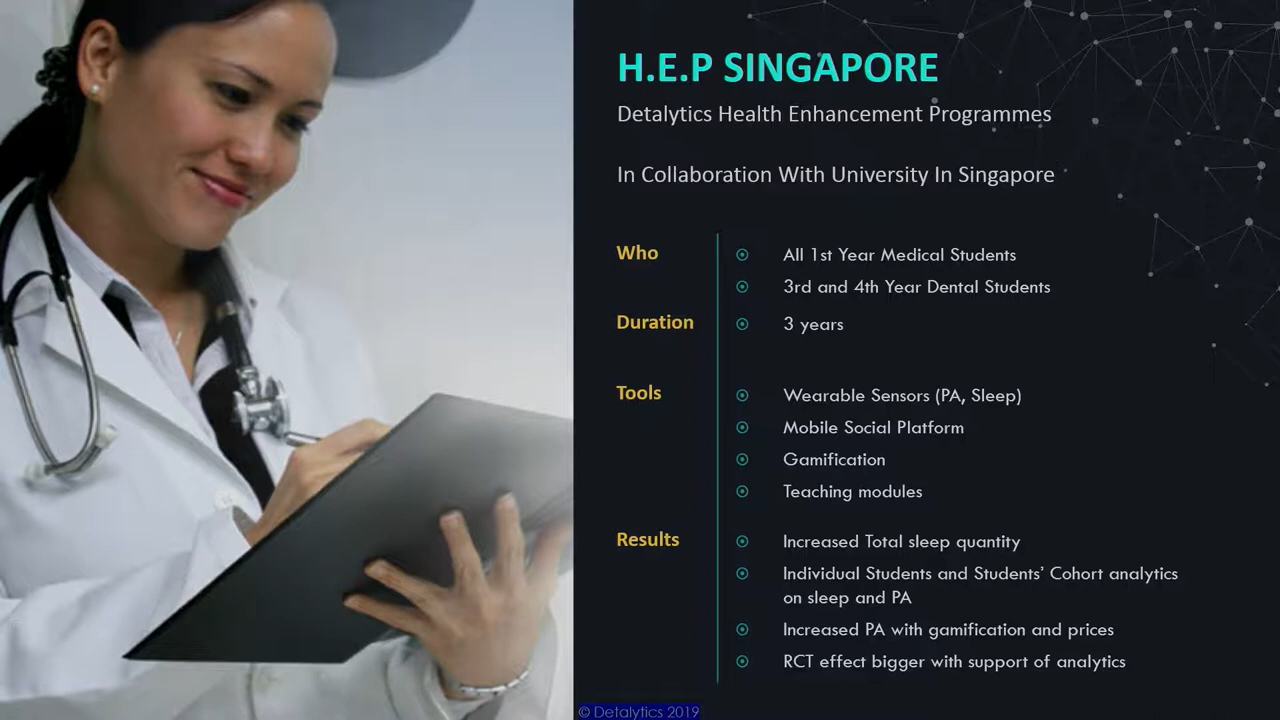 H.E.P SINGAPORE
Detalytics Health Enhancement Programmes
In Collaboration With University In Singapore
Who
All 1st Year Medical Students
3rd and 4th Year Dental Students
Duration
3 years
Tools
Wearable Sensors (PA, Sleep)
Mobile Social Platform
Gamification
Teaching modules
Results
Increased Total sleep quantity
Individual Students and Students’ Cohort analytics
on sleep and PA
Increased PA with gamification and prices
RCT effect bigger with support of analytics
© Detalytics 2019